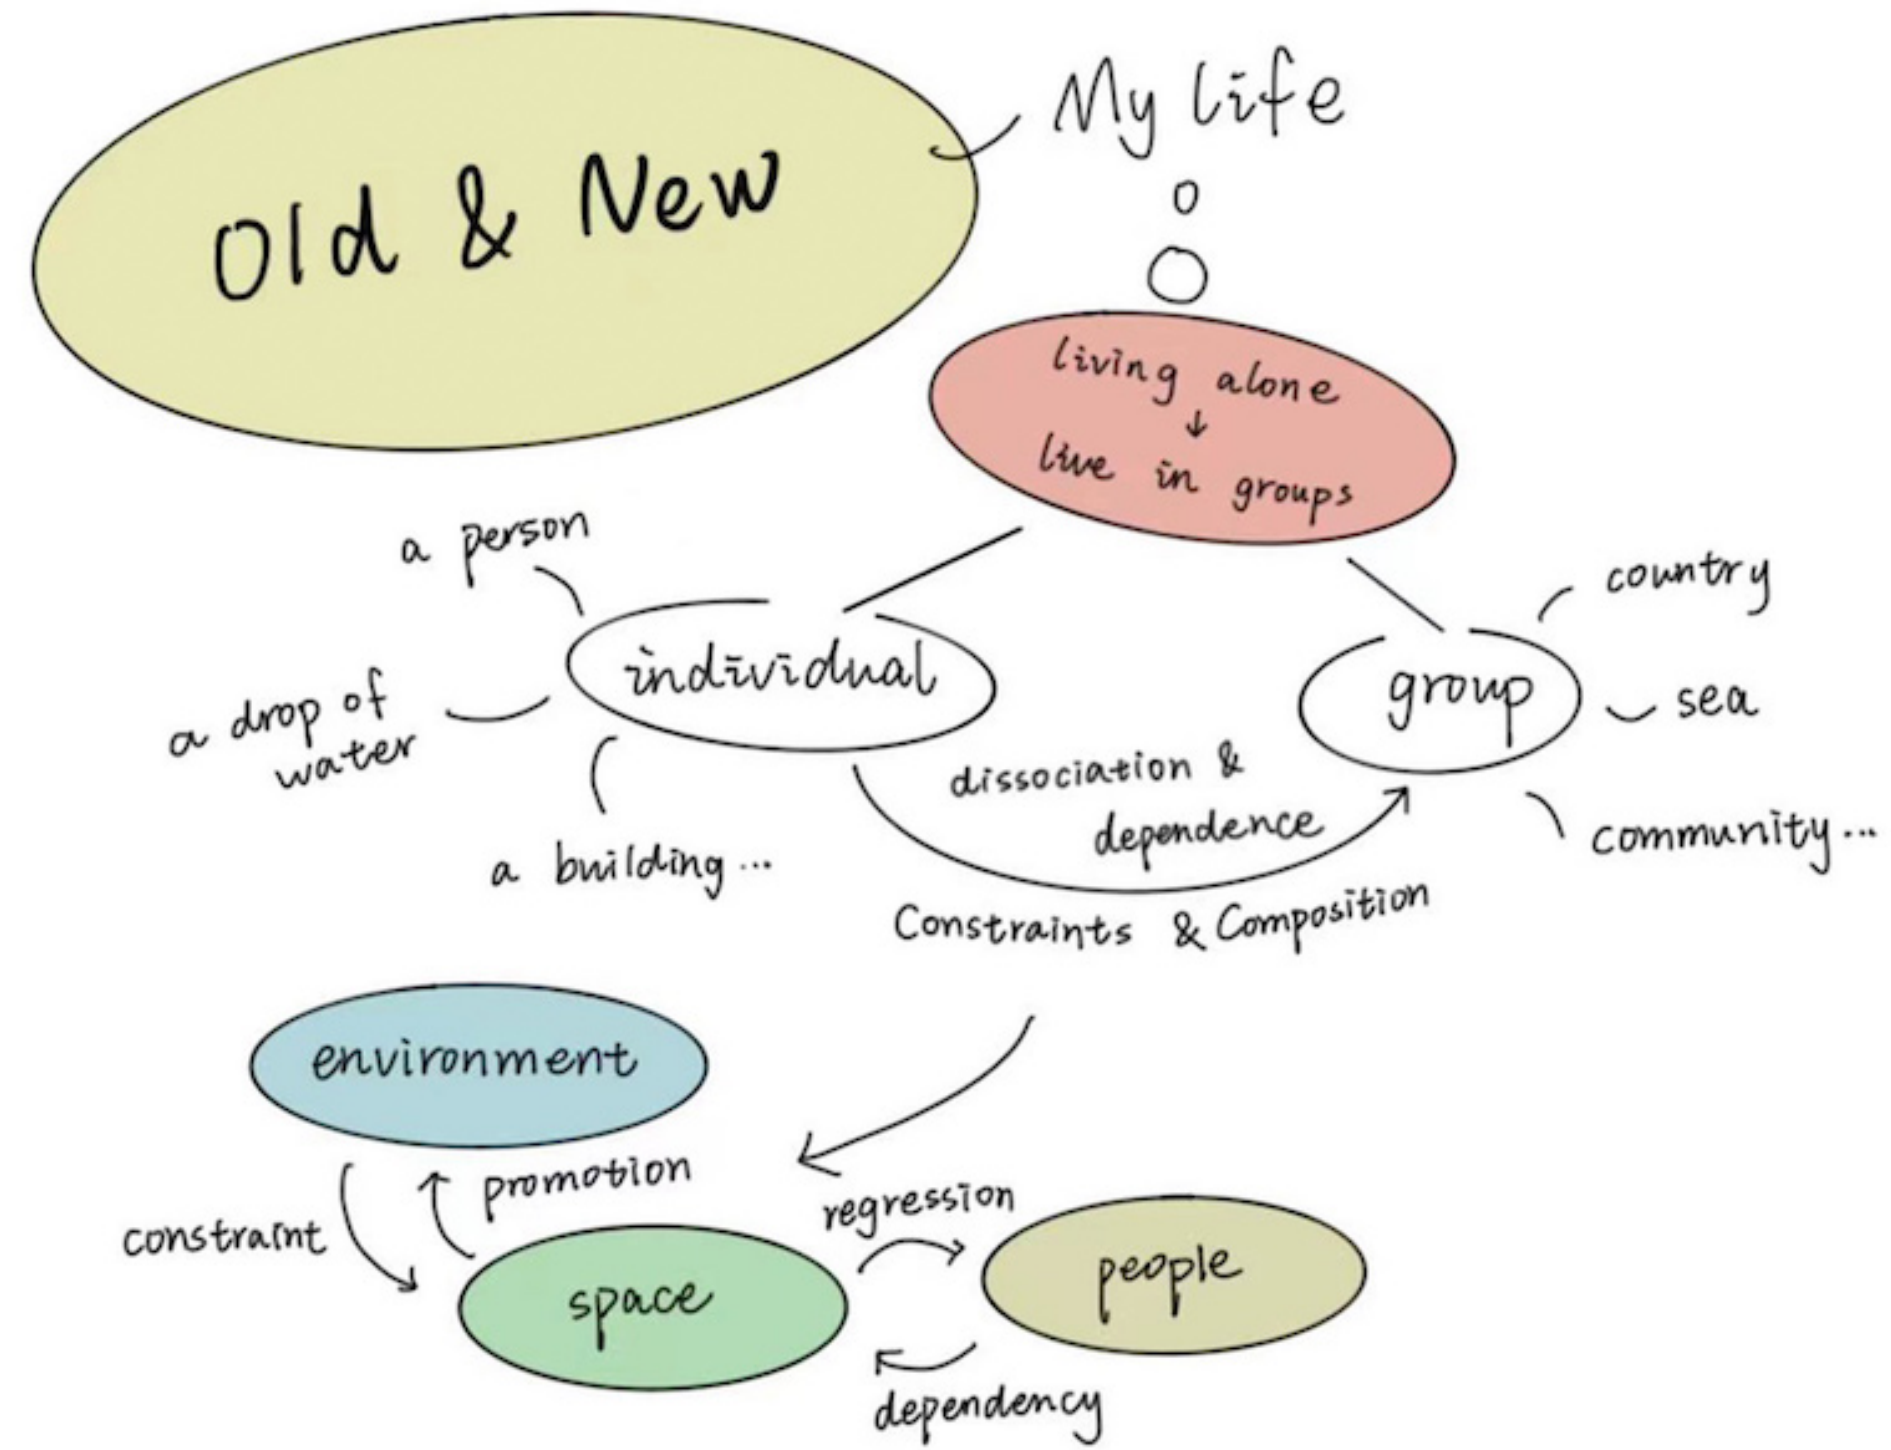 Old & New
My life
living alone
↓
live in groups
a person
individual
a drop of
water
a building...
group
country
sea
community...
dissociation &
dependence
Constraints & Composition
environment
constraint
promotion
space
regression
people
dependency